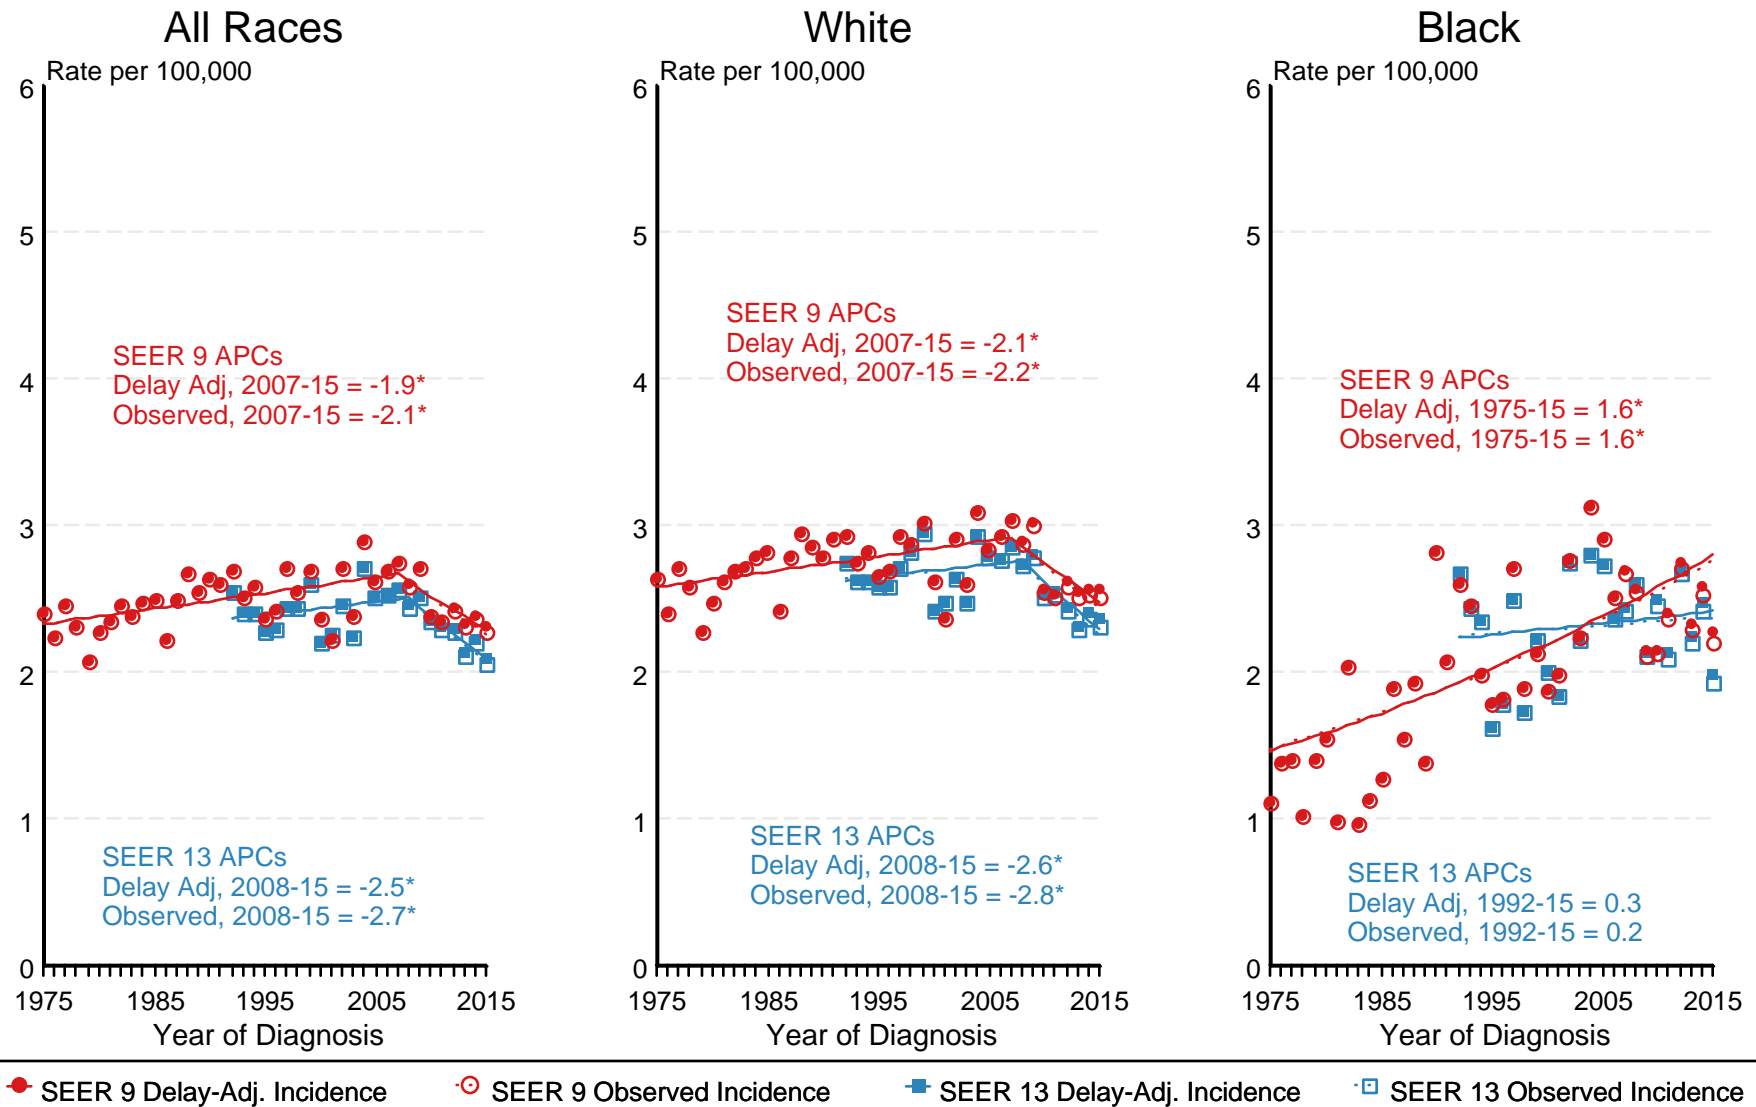 All Races
Rate per 100,000
6
5
4
3
2
1
0
SEER 9 APCs
Delay Adj, 2007-15 = -1.9*
Observed, 2007-15 = -2.1*
SEER 13 APCs
Delay Adj, 2008-15 = -2.5*
Observed, 2008-15 = -2.7*
1975 1985 1995 2005 2015
Year of Diagnosis
White
Rate per 100,000
6
5
4
3
2
1
0
SEER 9 APCs
Delay Adj, 2007-15 = -2.1*
Observed, 2007-15 = -2.2*
SEER 13 APCs
Delay Adj, 2008-15 = -2.6*
Observed, 2008-15 = -2.8*
1975 1985 1995 2005 2015
Year of Diagnosis
Black
Rate per 100,000
6
5
4
3
2
1
0
SEER 9 APCs
Delay Adj, 1975-15 = 1.6*
Observed, 1975-15 = 1.6*
SEER 13 APCs
Delay Adj, 1992-15 = 0.3
Observed, 1992-15 = 0.2
1975 1985 1995 2005 2015
Year of Diagnosis
SEER 9 Delay-Adj. Incidence SEER 9 Observed Incidence SEER 13 Delay-Adj. Incidence SEER 13 Observed Incidence